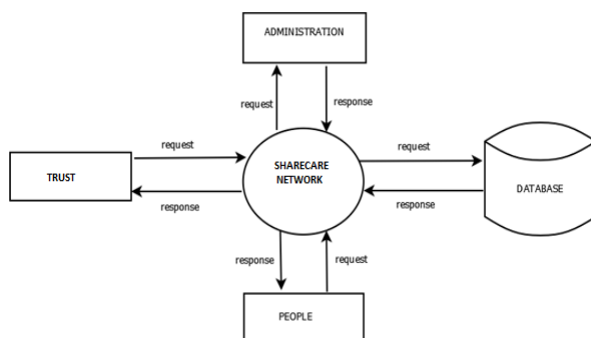 ADMINISTRATION
request
response
request
SHARECARE
NETWORK
request
TRUST
DATABASE
response
response
response
request
PEOPLE